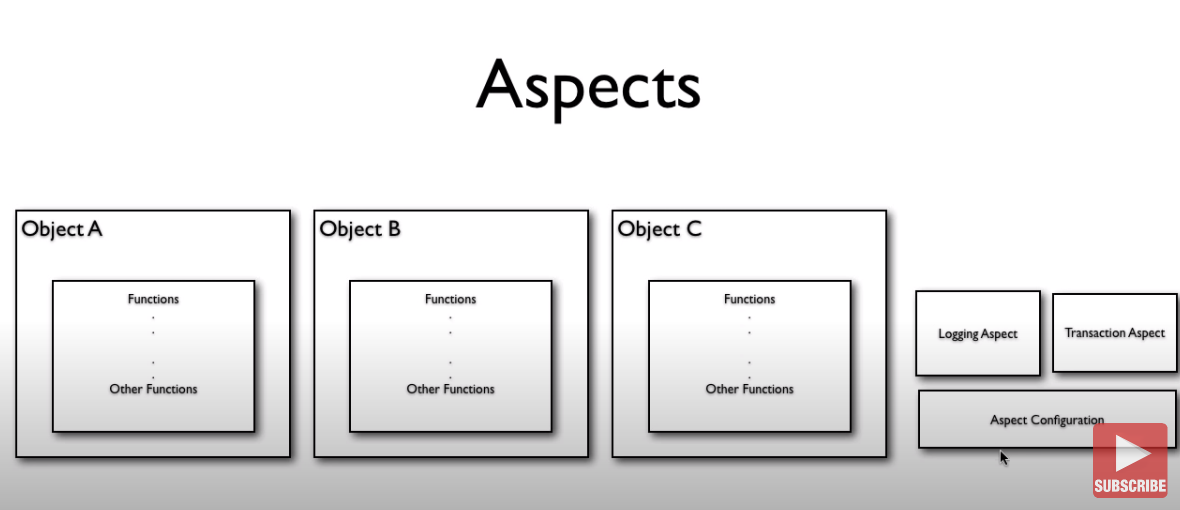 Aspects
Object A
Functions
.
.
.
.
Other Functions
Object B
Functions
.
.
.
.
Other Functions
Object C
Functions
.
.
.
.
Other Functions
Logging Aspect
Transaction Aspect
Aspect Configuration
SUBSCRIBE